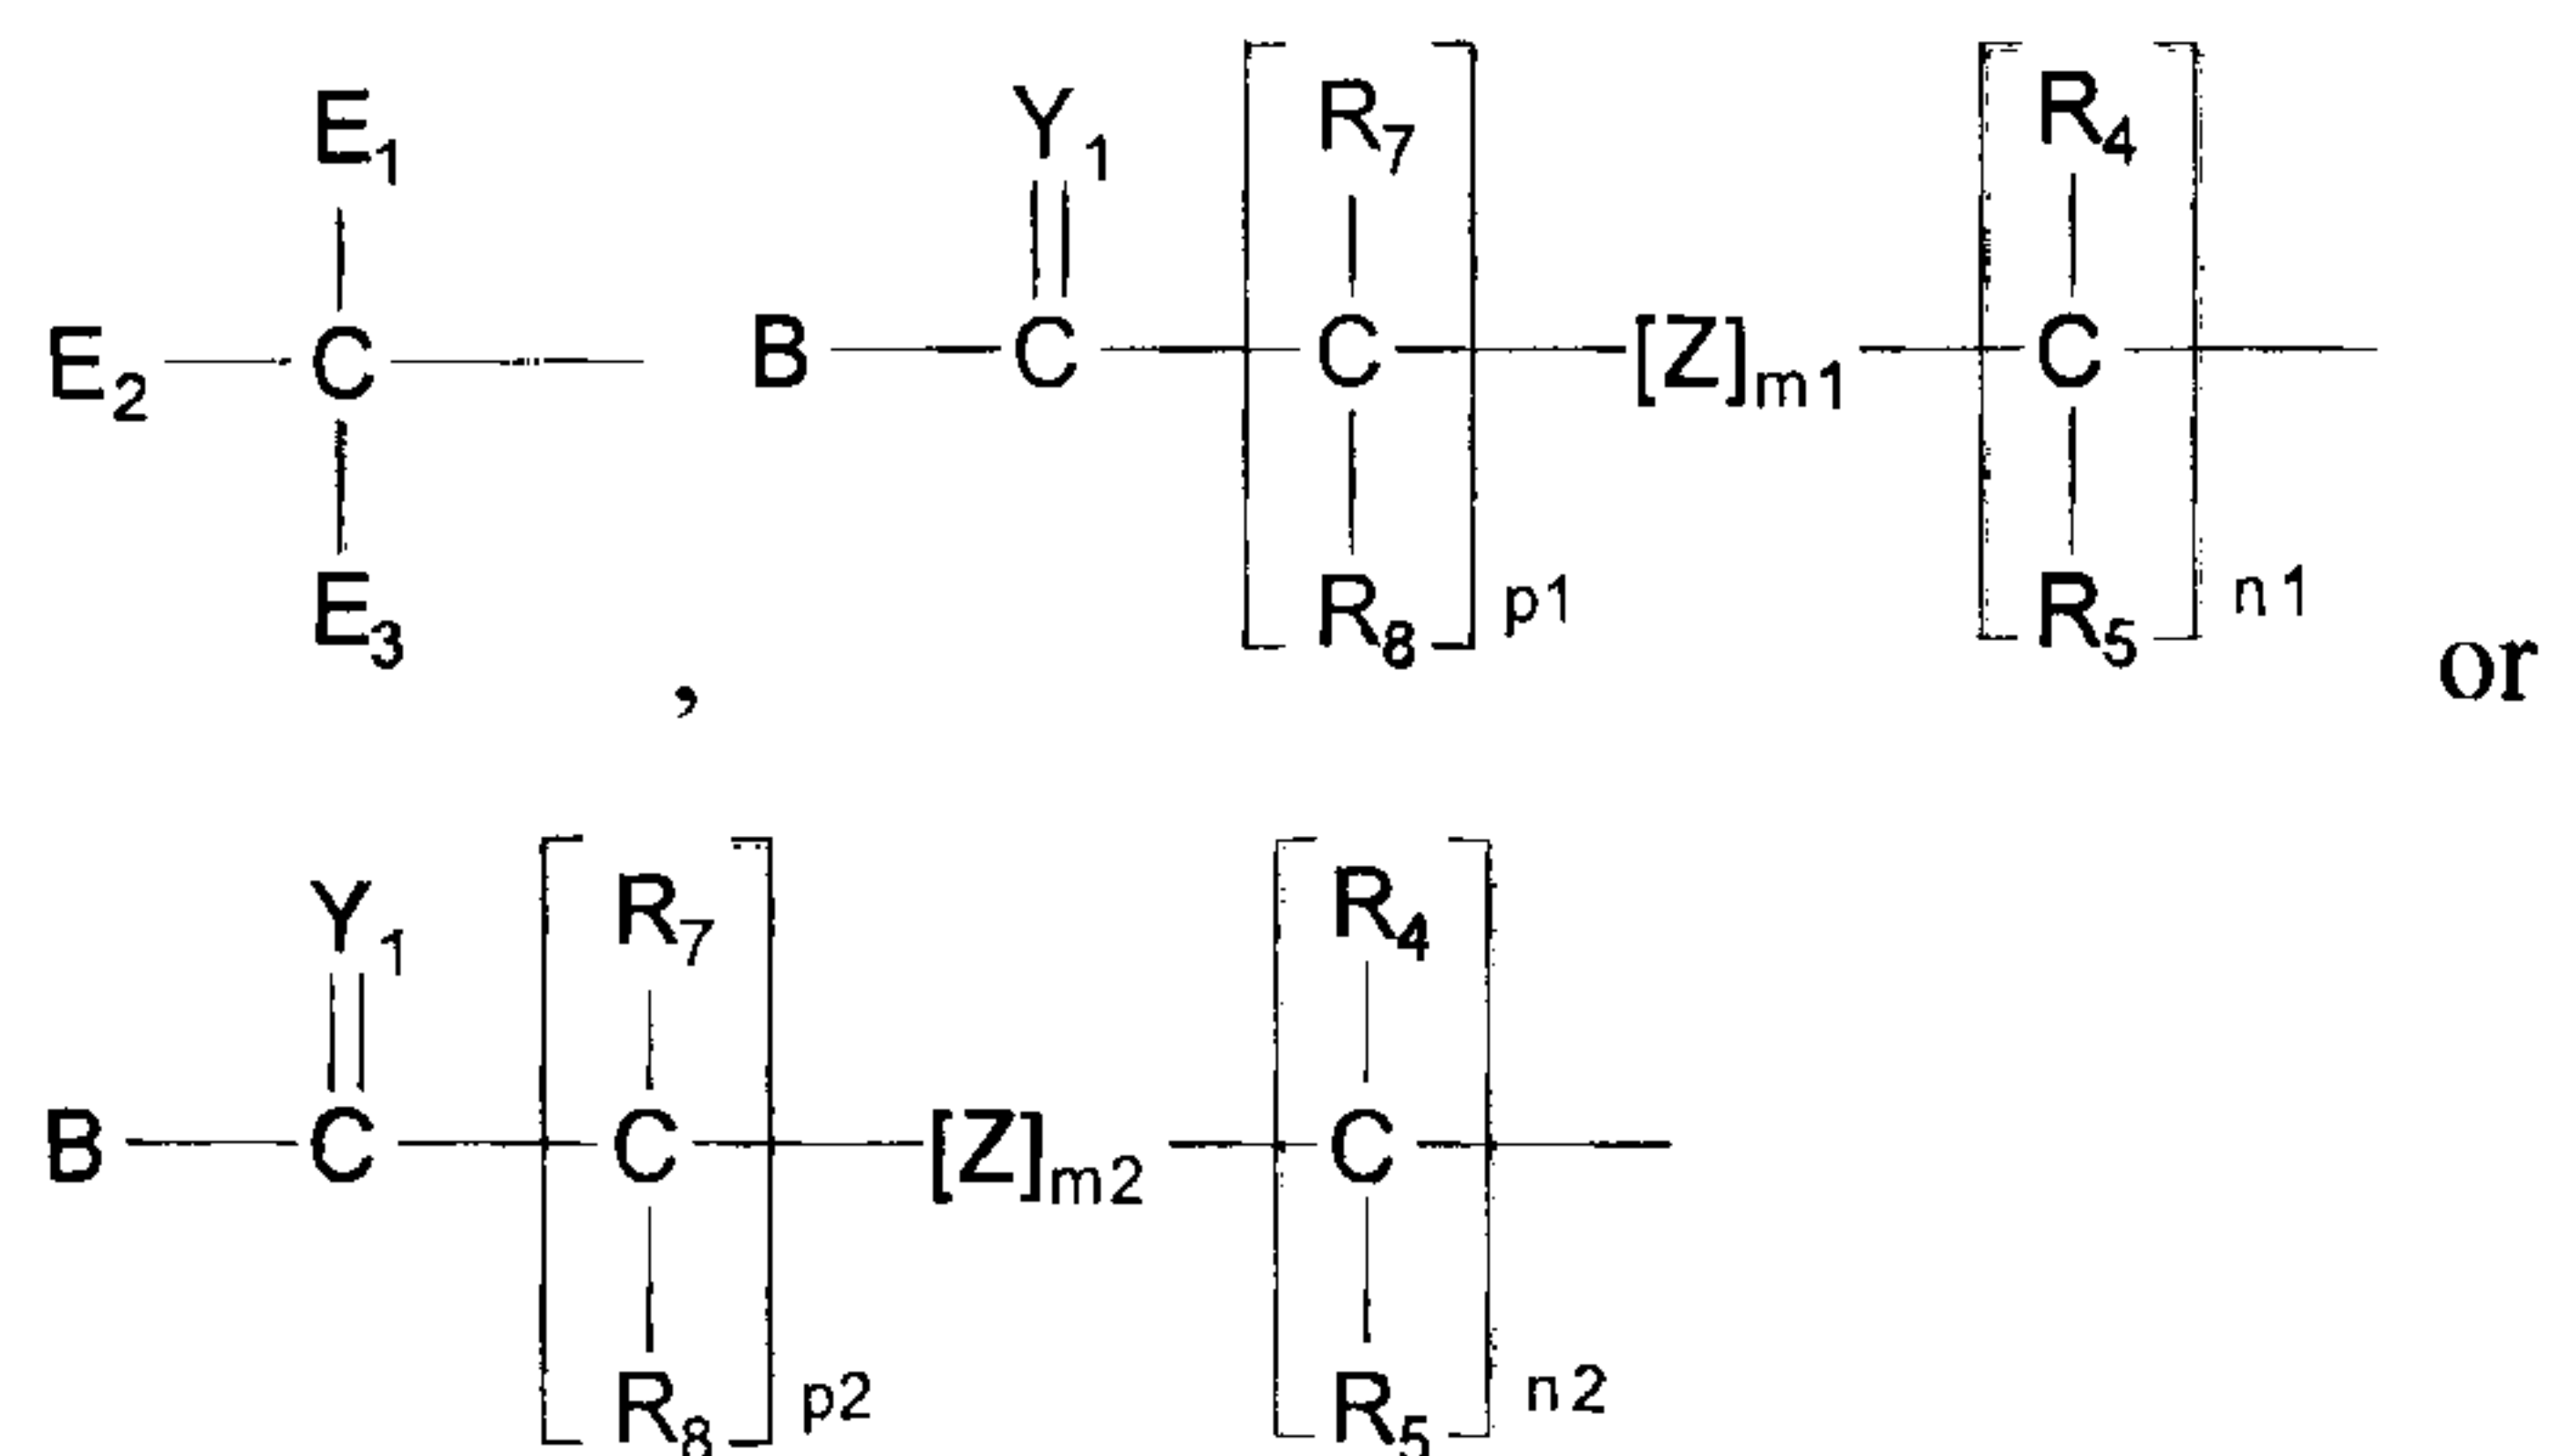 E1 Y1 R7 R4
E2 C B C C [Z]m1 C
E3 , R8 p1 R5 n1 or
Y1 R7 R4
B C C [Z]m2 C
R8 p2 R5 n2